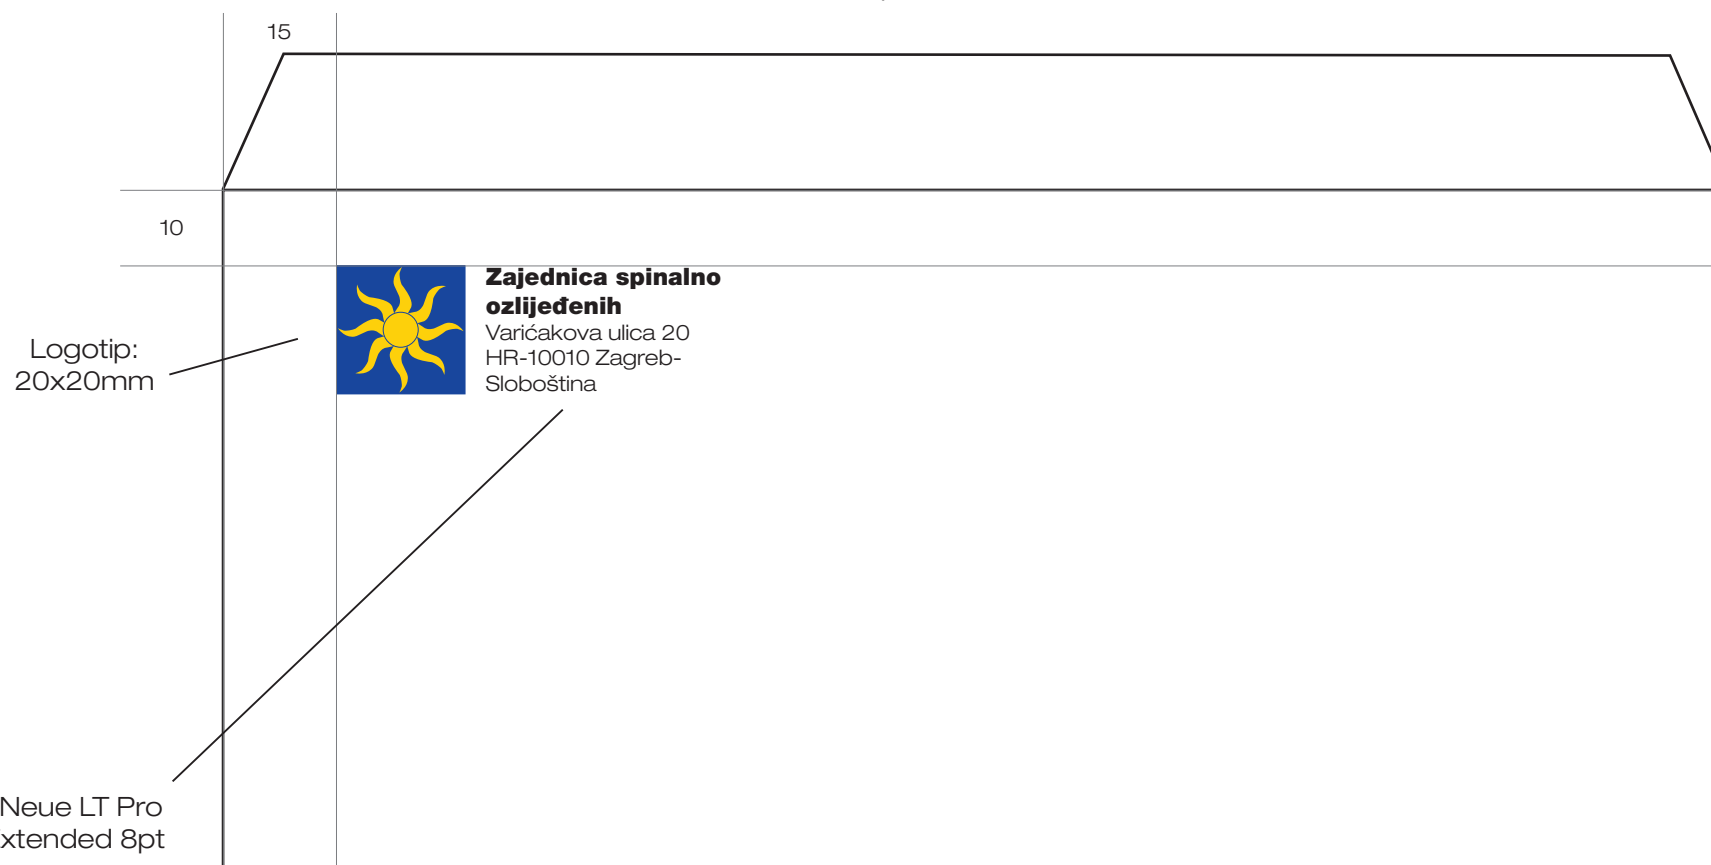 15
10
Zajednica spinalno
ozlijeđenih
Varićakova ulica 20
HR-10010 Zagreb-
Sloboština
Logotip:
20x20mm
Neue LT Pro
xtended 8pt